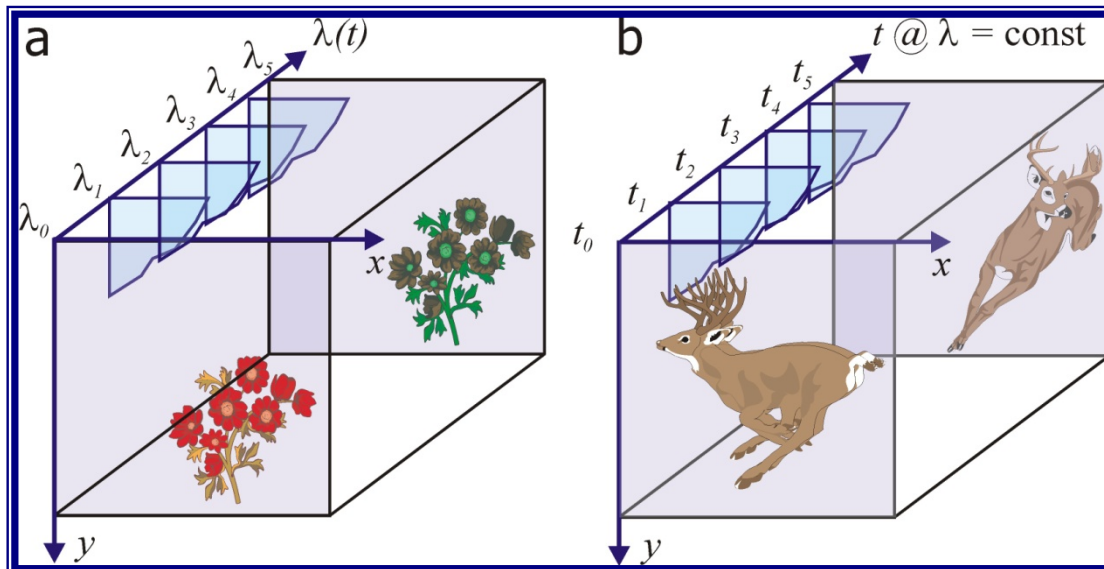 a
λ(t)
λ₅
λ₄
λ₃
λ₂
λ₁
λ₀
x
y
b
t @ λ = const
t₅
t₄
t₃
t₂
t₁
t₀
x
y